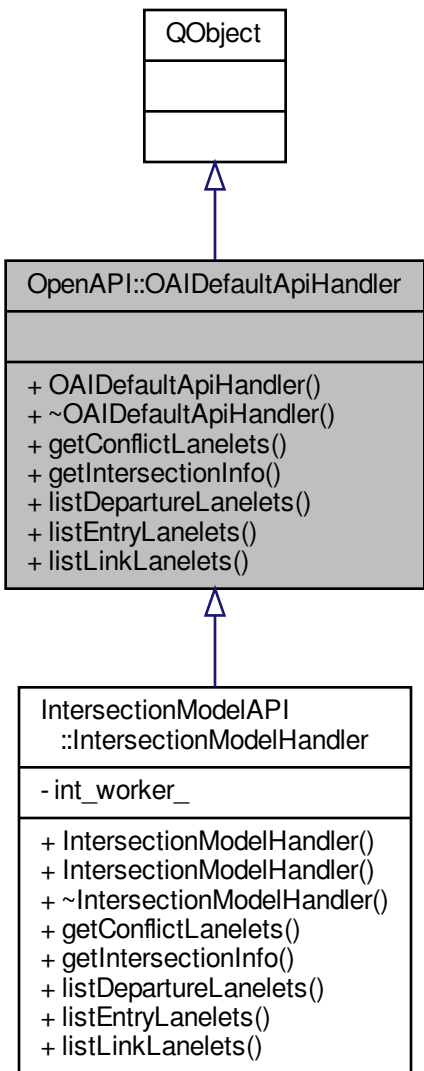 QObject
OpenAPI::OAIDefaultApiHandler
+ OAIDefaultApiHandler()
+ ~OAIDefaultApiHandler()
+ getConflictLanelets()
+ getIntersectionInfo()
+ listDepartureLanelets()
+ listEntryLanelets()
+ listLinkLanelets()
IntersectionModelAPI
::IntersectionModelHandler
- int_worker_
+ IntersectionModelHandler()
+ IntersectionModelHandler()
+ ~IntersectionModelHandler()
+ getConflictLanelets()
+ getIntersectionInfo()
+ listDepartureLanelets()
+ listEntryLanelets()
+ listLinkLanelets()